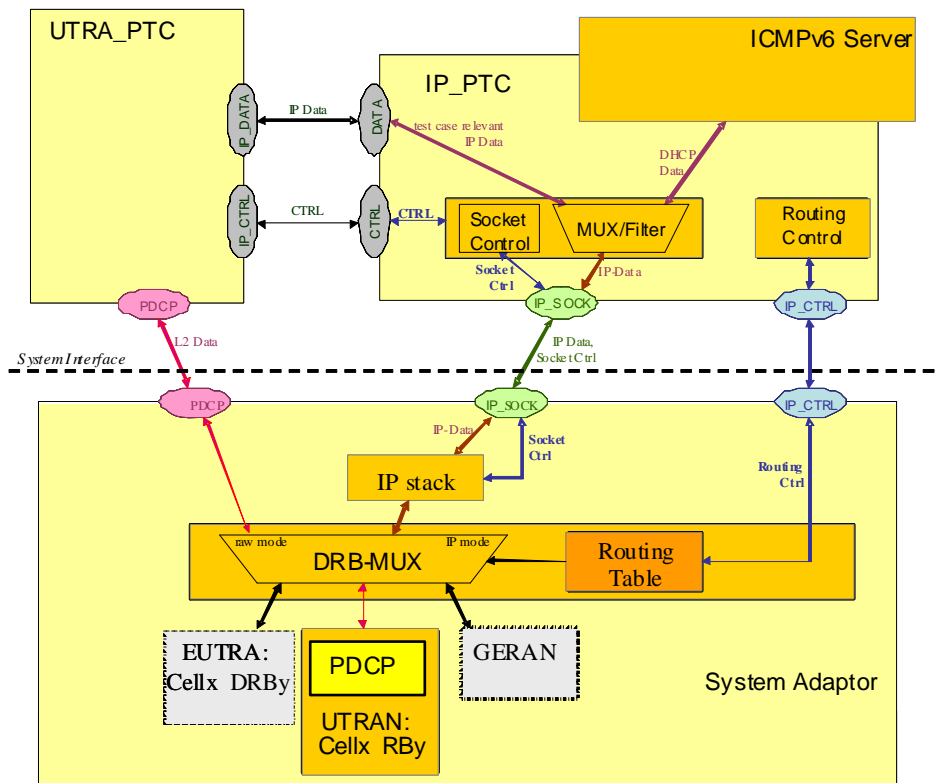 UTRA_PTC
ICMPv6 Server
IP_PTC
IP_DATA
IP Data
DATA
test case relevant
IP Data
DHCP
Data
IP_CTRL
CTRL
CTRL
CTRL
Socket
Control
MUX/Filter
Routing
Control
Socket
Ctrl
IP-Data
PDCP
IP_SOCK
IP_CTRL
L2 Data
IP Data,
Socket Ctrl
System Interface
PDCP
IP_SOCK
IP_CTRL
IP-Data
Socket
Ctrl
IP stack
Routing
Ctrl
raw mode
IP mode
DRB-MUX
Routing
Table
EUTRA:
Cellx DRBy
PDCP
UTRAN:
Cellx RBy
GERAN
System Adaptor